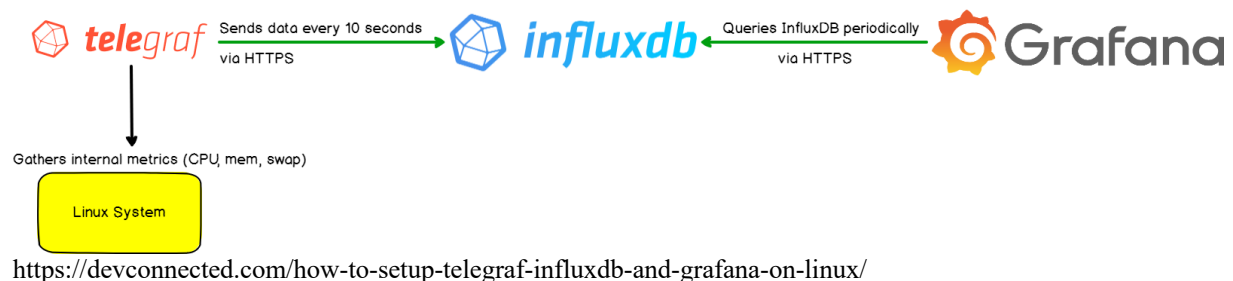 telegraf
Sends data every 10 seconds
via HTTPS
influxdb
Queries InfluxDB periodically
via HTTPS
Grafana
Gathers internal metrics (CPU, mem, swap)
Linux System
https://devconnected.com/how-to-setup-telegraf-influxdb-and-grafana-on-linux/